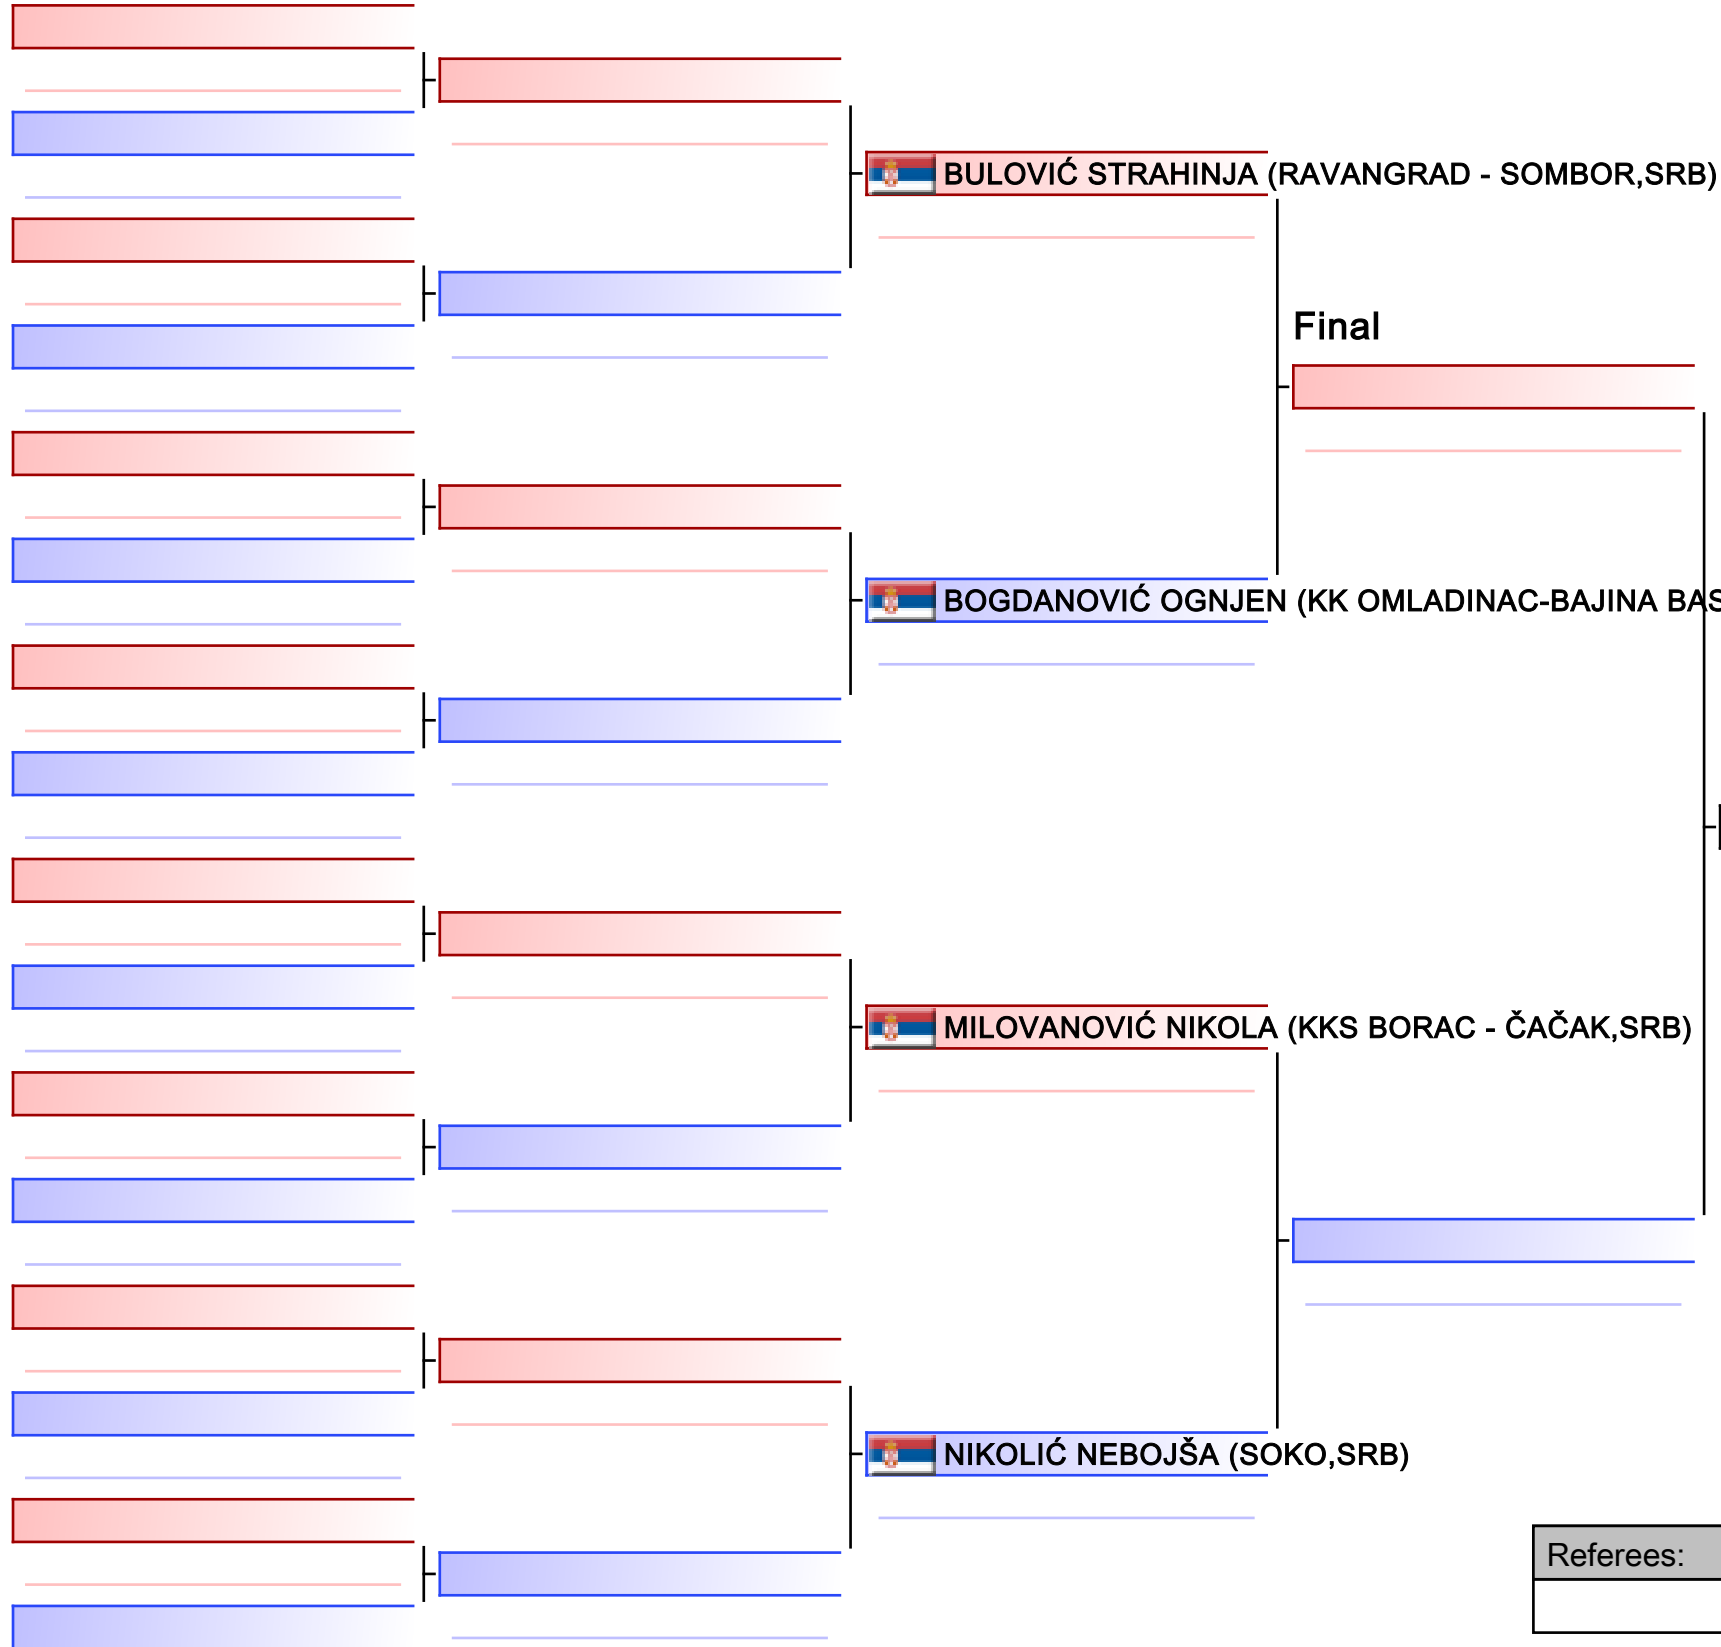 BULOVIĆ STRAHINJA (RAVANGRAD - SOMBOR,SRB)
Final
BOGDANOVIĆ OGNJEN (KK OMLADINAC-BAJINA BAS
MILOVANOVIĆ NIKOLA (KKS BORAC - ČAČAK,SRB)
NIKOLIĆ NEBOJŠA (SOKO,SRB)
Referees: